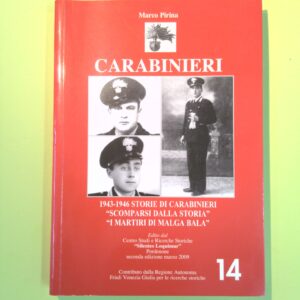 Marco Pirina
CARABINIERI
1943-1946 STORIE DI CARABINIERI
"SCOMPARSI DALLA STORIA"
"I MARTIRI DI MALGA BALA"
Edito dal
Centro Studi e Ricerche Storiche
"Silentes Loquimur"
Pordenone
seconda edizione marzo 2009
Contributo dalla Regione Autonoma
Friuli Venezia Giulia per le ricerche storiche
14